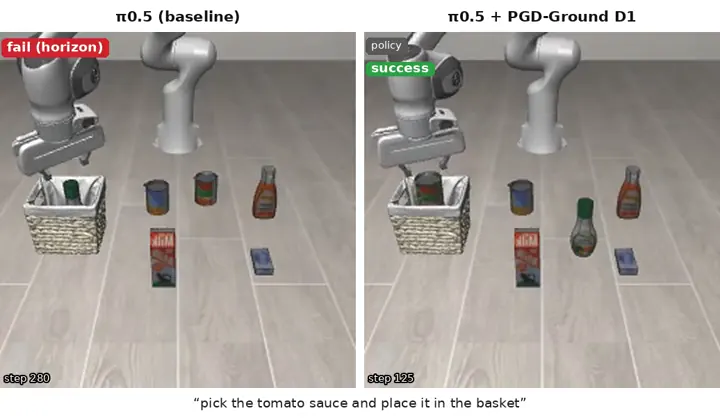 π0.5 (baseline)
π0.5 + PGD-Ground D1
fail (horizon)
policy
success
MILK
step 280
step 125
“pick the tomato sauce and place it in the basket”